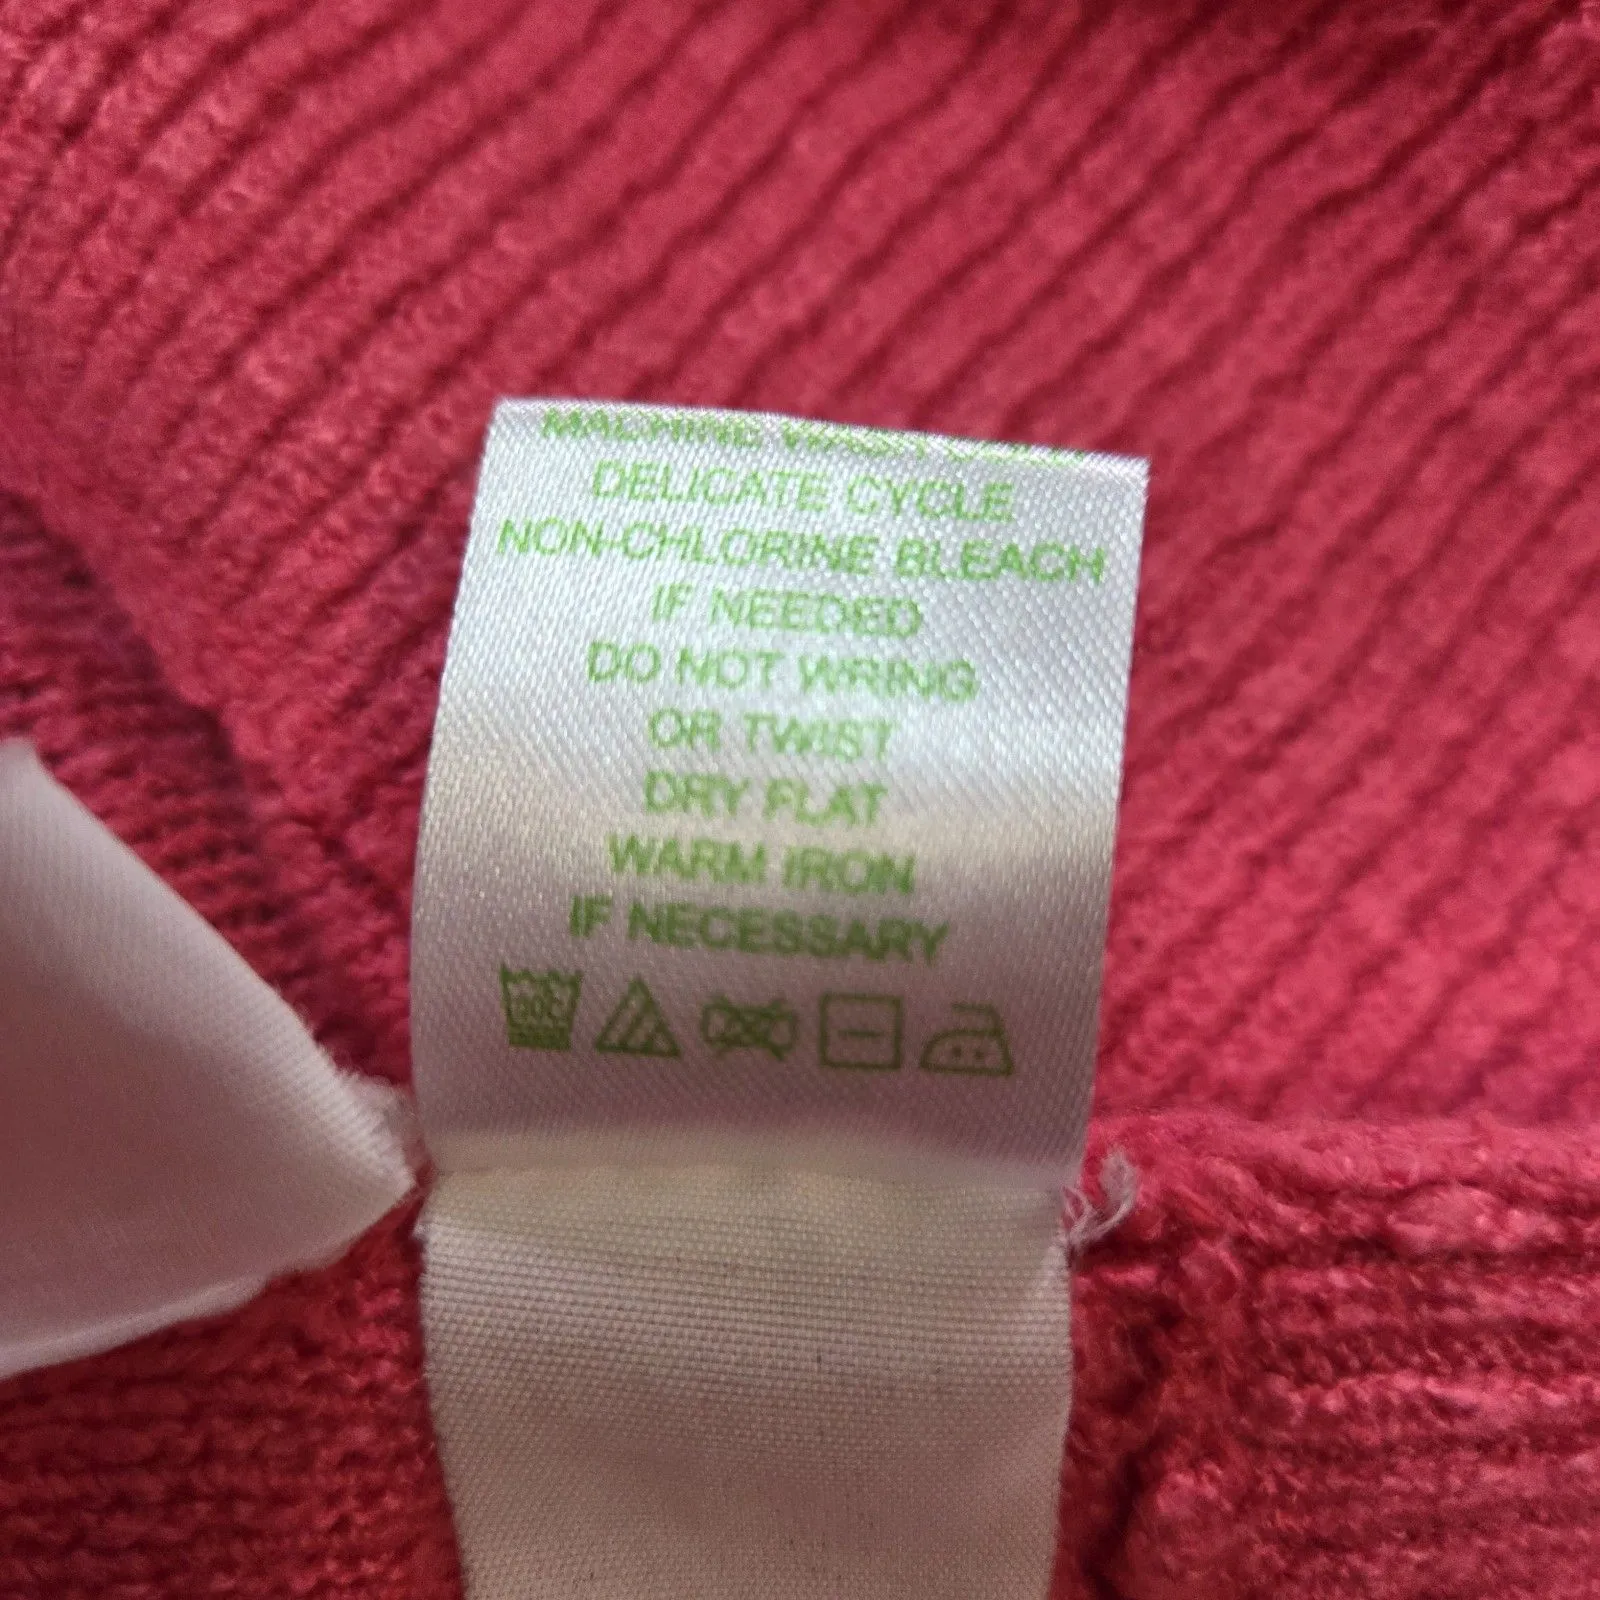 MACHINE WASH
DELICATE CYCLE
NON-CHLORINE BLEACH
IF NEEDED
DO NOT WRING
OR TWIST
DRY FLAT
WARM IRON
IF NECESSARY
30°C